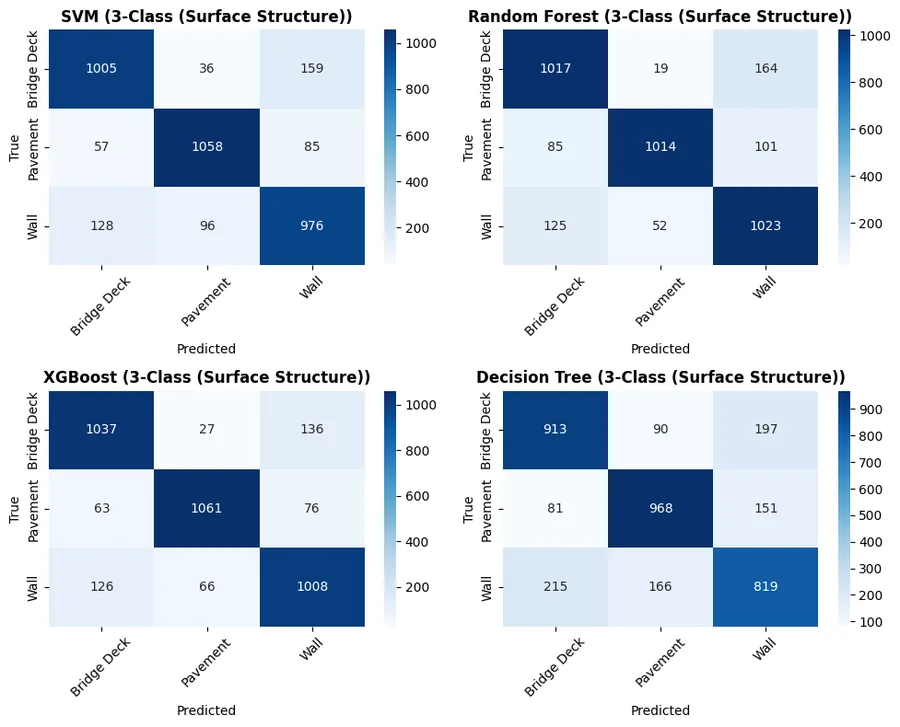 SVM (3-Class (Surface Structure))
True
Bridge Deck
Pavement
Wall
1005 36 159
57 1058 85
128 96 976
Bridge Deck
Pavement
Wall
Predicted
1000
800
600
400
200
Random Forest (3-Class (Surface Structure))
True
Bridge Deck
Pavement
Wall
1017 19 164
85 1014 101
125 52 1023
Bridge Deck
Pavement
Wall
Predicted
1000
800
600
400
200
XGBoost (3-Class (Surface Structure))
True
Bridge Deck
Pavement
Wall
1037 27 136
63 1061 76
126 66 1008
Bridge Deck
Pavement
Wall
Predicted
1000
800
600
400
200
Decision Tree (3-Class (Surface Structure))
True
Bridge Deck
Pavement
Wall
913 90 197
81 968 151
215 166 819
Bridge Deck
Pavement
Wall
Predicted
900
800
700
600
500
400
300
200
100